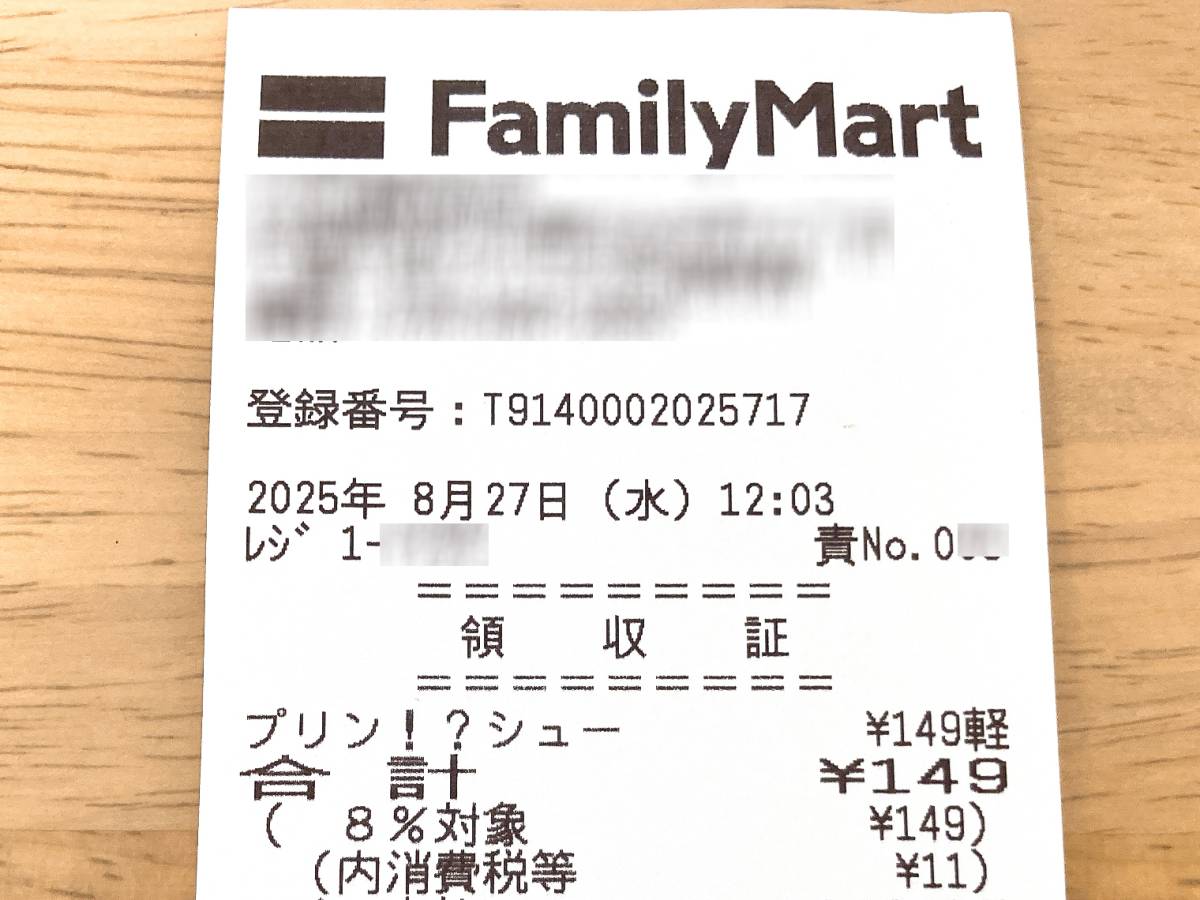 FamilyMart
登録番号：T9140002025717
2025年 8月27日（水）12:03
ﾚｼﾞ 1-
責No.0
＝＝＝＝＝＝＝＝＝
領 収 証
＝＝＝＝＝＝＝＝＝
プリン！？シュー ¥149軽
合 計 ¥149
（ 8％対象 ¥149）
（内消費税等 ¥11）